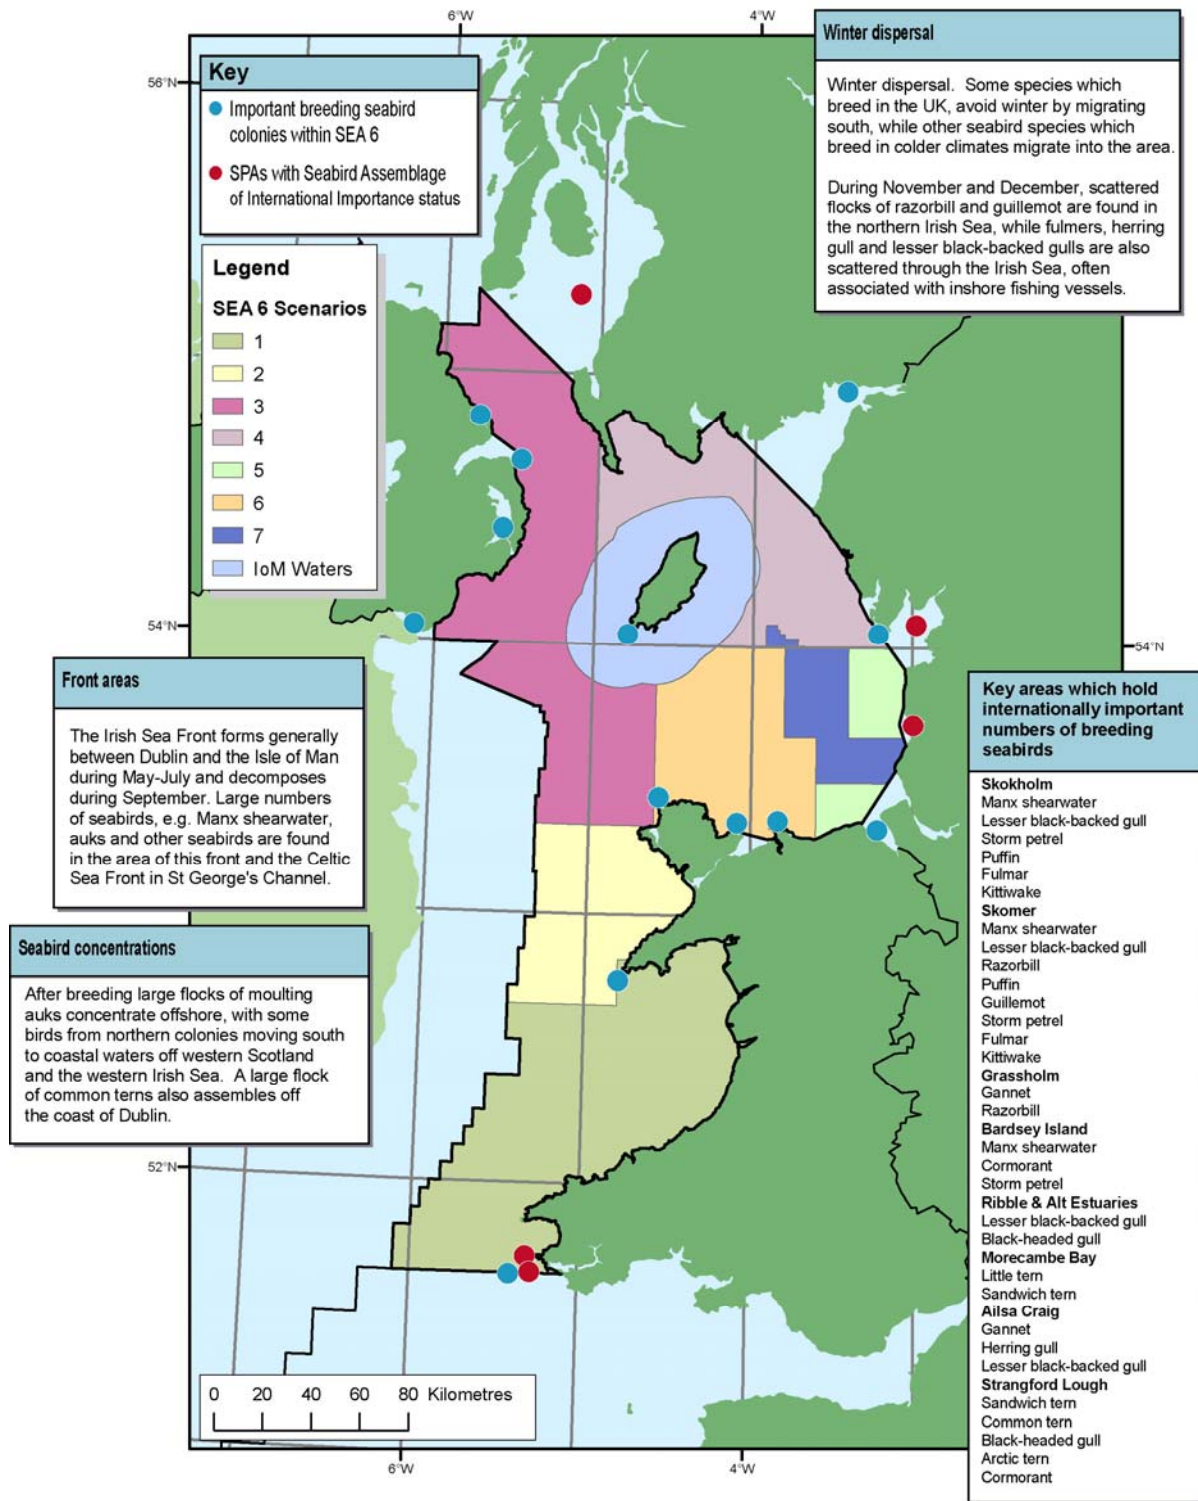 6°W
4°W
56°N
Key
Important breeding seabird
colonies within SEA 6
SPAs with Seabird Assemblage
of International Importance status
Legend
SEA 6 Scenarios
1
2
3
4
5
6
7
IoM Waters
Winter dispersal
Winter dispersal. Some species which
breed in the UK, avoid winter by migrating
south, while other seabird species which
breed in colder climates migrate into the area.
During November and December, scattered
flocks of razorbill and guillemot are found in
the northern Irish Sea, while fulmers, herring
gull and lesser black-backed gulls are also
scattered through the Irish Sea, often
associated with inshore fishing vessels.
54°N
54°N
Front areas
The Irish Sea Front forms generally
between Dublin and the Isle of Man
during May-July and decomposes
during September. Large numbers
of seabirds, e.g. Manx shearwater,
auks and other seabirds are found
in the area of this front and the Celtic
Sea Front in St George's Channel.
Seabird concentrations
After breeding large flocks of moulting
auks concentrate offshore, with some
birds from northern colonies moving south
to coastal waters off western Scotland
and the western Irish Sea. A large flock
of common terns also assembles off
the coast of Dublin.
52°N
Key areas which hold
internationally important
numbers of breeding
seabirds
Skokholm
Manx shearwater
Lesser black-backed gull
Storm petrel
Puffin
Fulmar
Kittiwake
Skomer
Manx shearwater
Lesser black-backed gull
Razorbill
Puffin
Guillemot
Storm petrel
Fulmar
Kittiwake
Grassholm
Gannet
Razorbill
Bardsey Island
Manx shearwater
Cormorant
Storm petrel
Ribble & Alt Estuaries
Lesser black-backed gull
Black-headed gull
Morecambe Bay
Little tern
Sandwich tern
Ailsa Craig
Gannet
Herring gull
Lesser black-backed gull
Strangford Lough
Sandwich tern
Common tern
Black-headed gull
Arctic tern
Cormorant
0 20 40 60 80 Kilometres
6°W
4°W